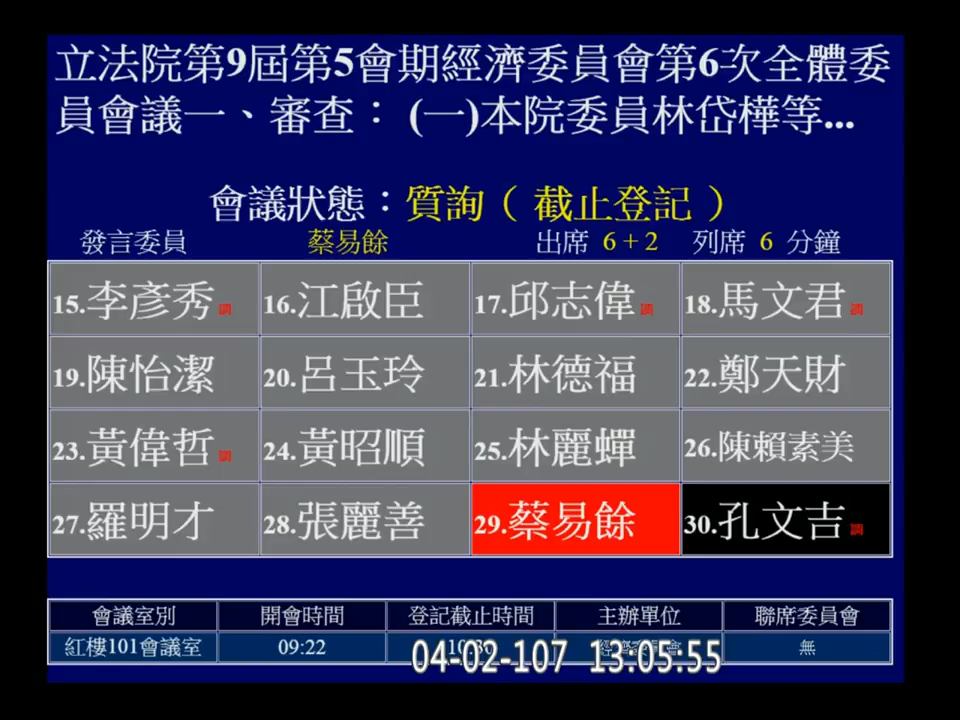 立法院第9屆第5會期經濟委員會第6次全體委
員會議一、審查：(一)本院委員林岱樺等...
會議狀態：質詢（截止登記）
發言委員 蔡易餘 出席 6+2 列席 6 分鐘
15.李彥秀 調 16.江啟臣 17.邱志偉 調 18.馬文君 調
19.陳怡潔 20.呂玉玲 21.林德福 22.鄭天財
23.黃偉哲 調 24.黃昭順 25.林麗蟬 26.陳賴素美
27.羅明才 28.張麗善 29.蔡易餘 30.孔文吉 調
會議室別 開會時間 登記截止時間 主辦單位 聯席委員會
紅樓101會議室 09:22 經濟委員會 無
04-02-107 13:05:55